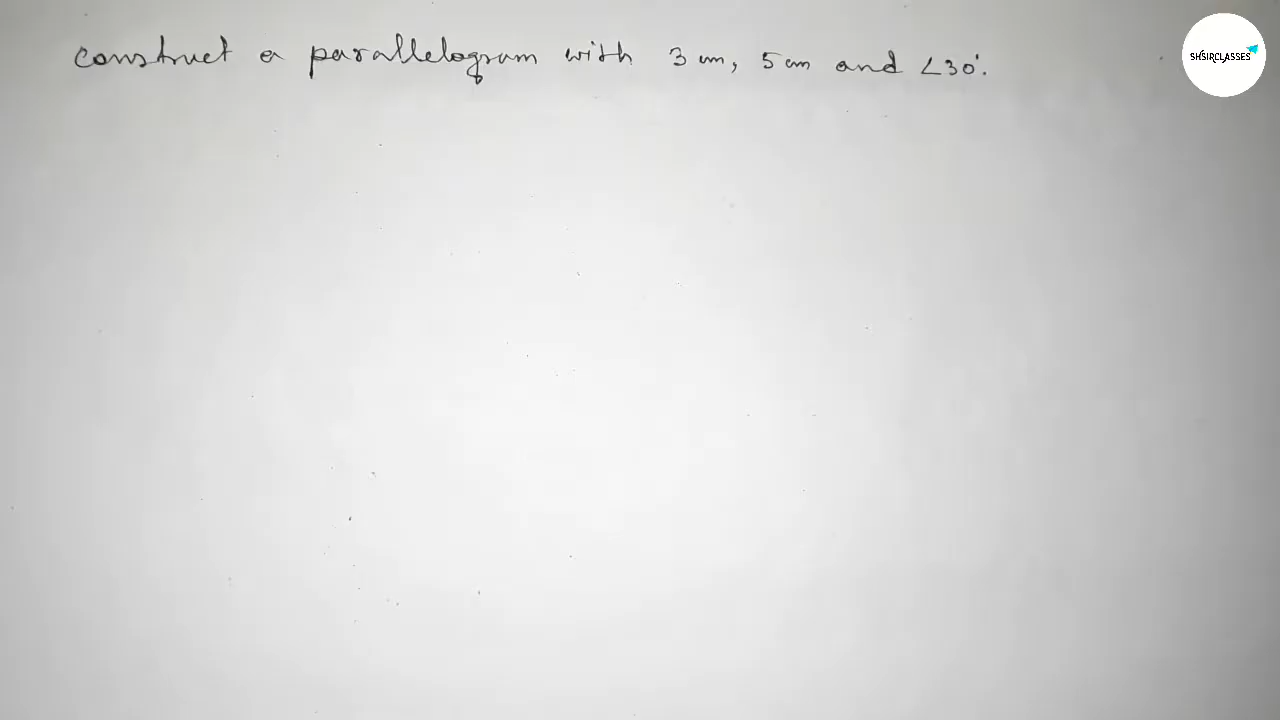 construct a parallelogram with 3 cm, 5 cm and ∠30°.
SHSIRCLASSES